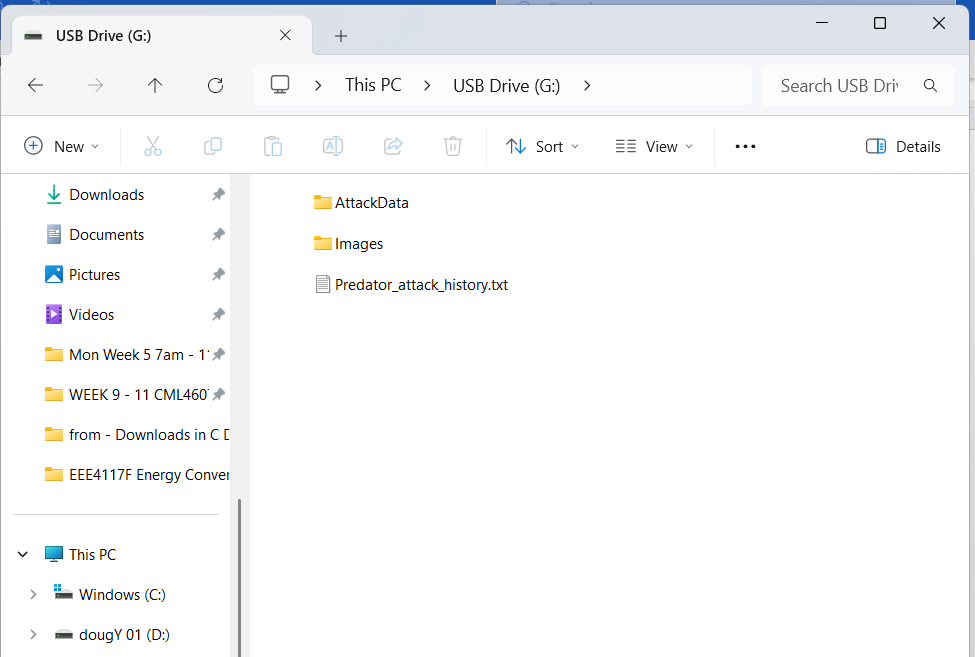 USB Drive (G:)
This PC
USB Drive (G:)
Search USB Driv
New
Sort
View
Details
Downloads
Documents
Pictures
Videos
Mon Week 5 7am - 11
WEEK 9 - 11 CML460
from - Downloads in C D
EEE4117F Energy Conver
This PC
Windows (C:)
dougY 01 (D:)
AttackData
Images
Predator_attack_history.txt